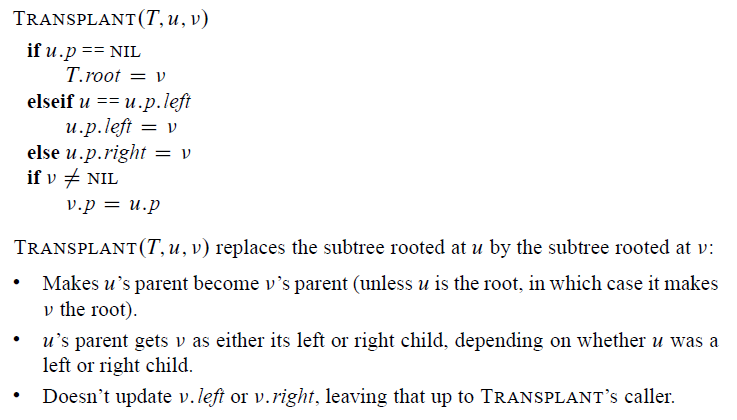 TRANSPLANT(T, u, v)
if u.p == NIL
T.root = v
elseif u == u.p.left
u.p.left = v
else u.p.right = v
if v ≠ NIL
v.p = u.p
TRANSPLANT(T, u, v) replaces the subtree rooted at u by the subtree rooted at v:
• Makes u’s parent become v’s parent (unless u is the root, in which case it makes
v the root).
• u’s parent gets v as either its left or right child, depending on whether u was a
left or right child.
• Doesn’t update v.left or v.right, leaving that up to TRANSPLANT’s caller.